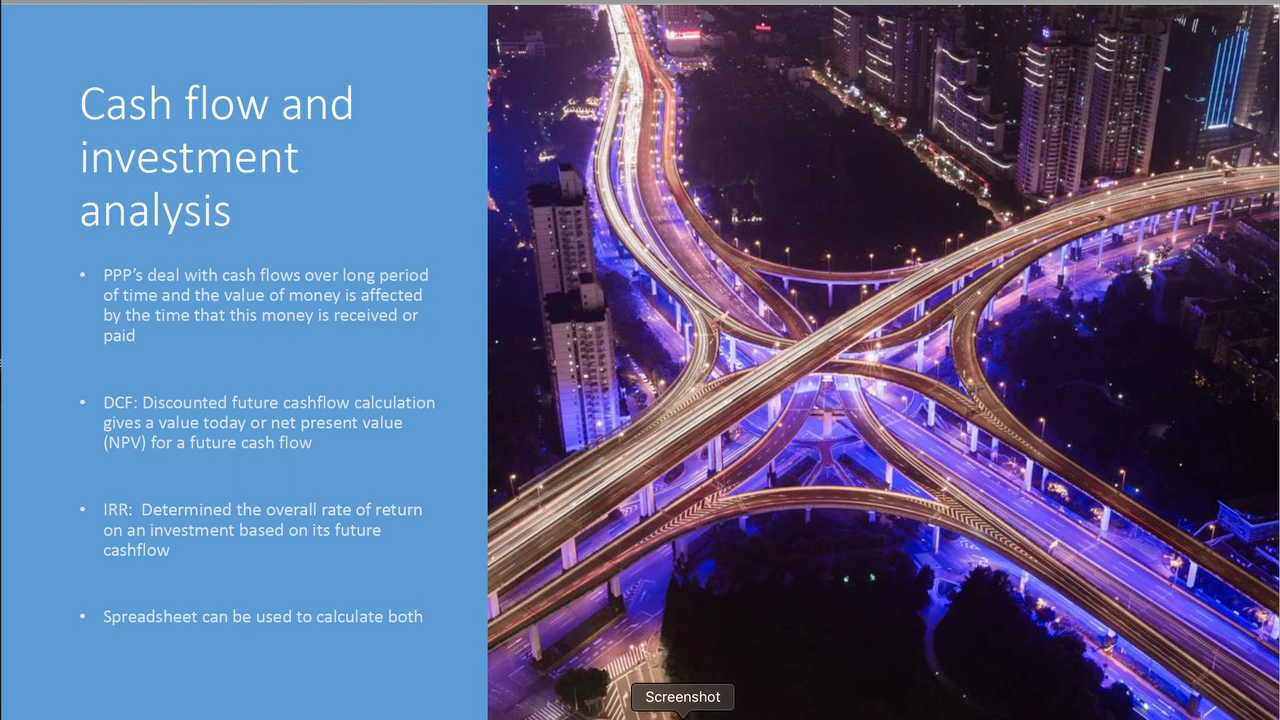 Cash flow and
investment
analysis
• PPP’s deal with cash flows over long period
of time and the value of money is affected
by the time that this money is received or
paid
• DCF: Discounted future cashflow calculation
gives a value today or net present value
(NPV) for a future cash flow
• IRR:  Determined the overall rate of return
on an investment based on its future
cashflow
• Spreadsheet can be used to calculate both
Screenshot